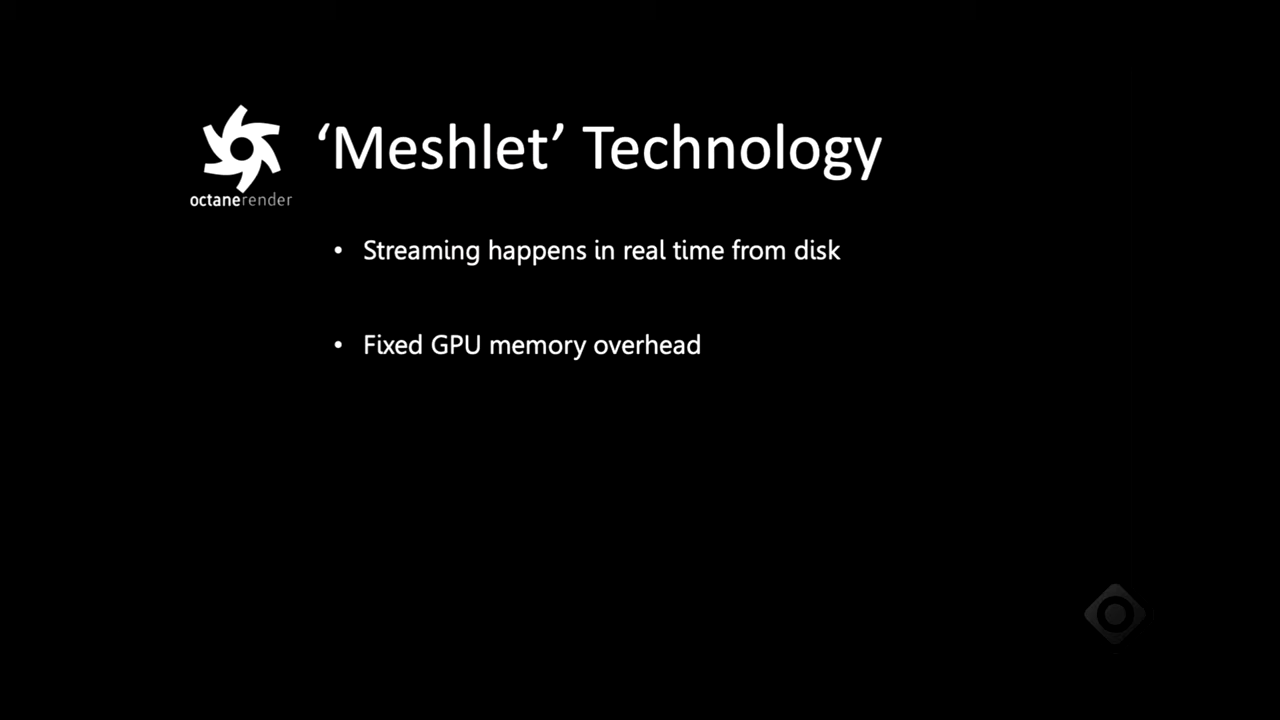 ‘Meshlet’ Technology
octanerender
• Streaming happens in real time from disk
• Fixed GPU memory overhead